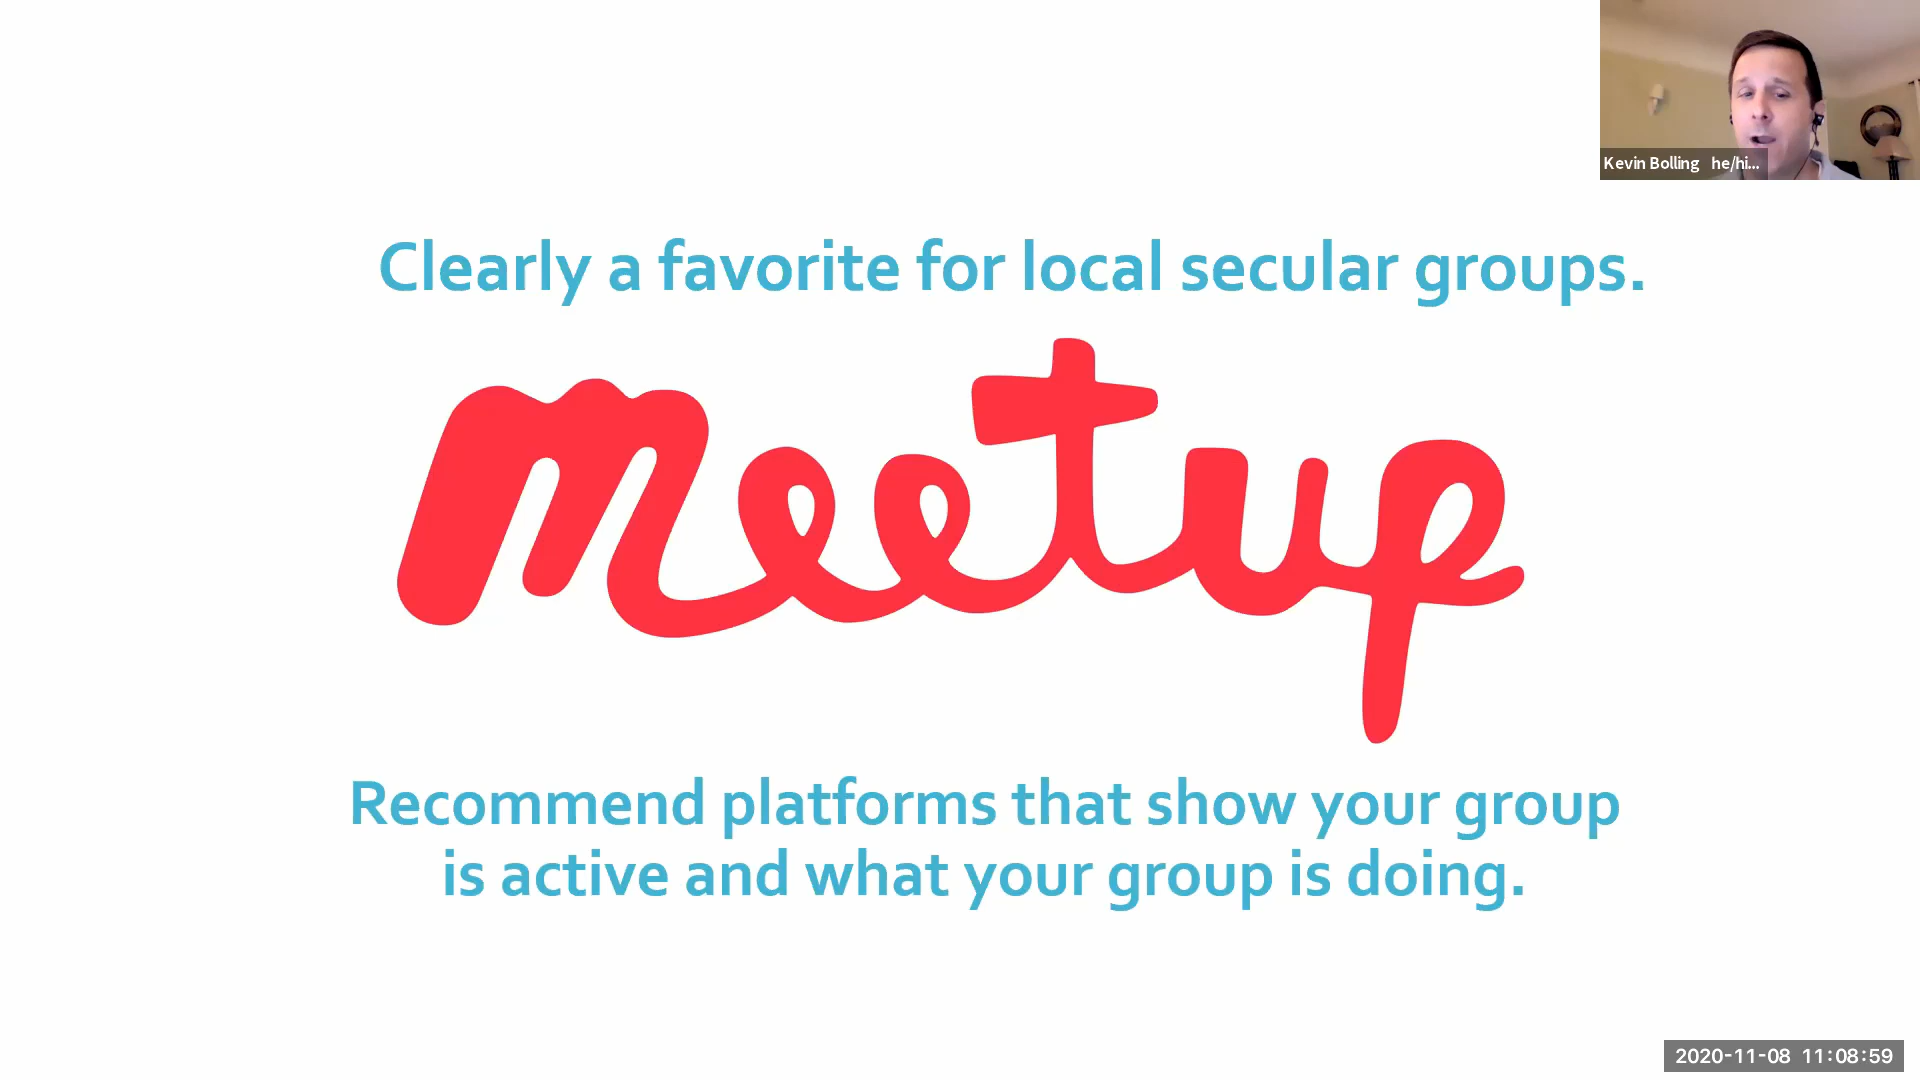 Kevin Bolling he/hi...
Clearly a favorite for local secular groups.
meetup
Recommend platforms that show your group
is active and what your group is doing.
2020-11-08 11:08:59